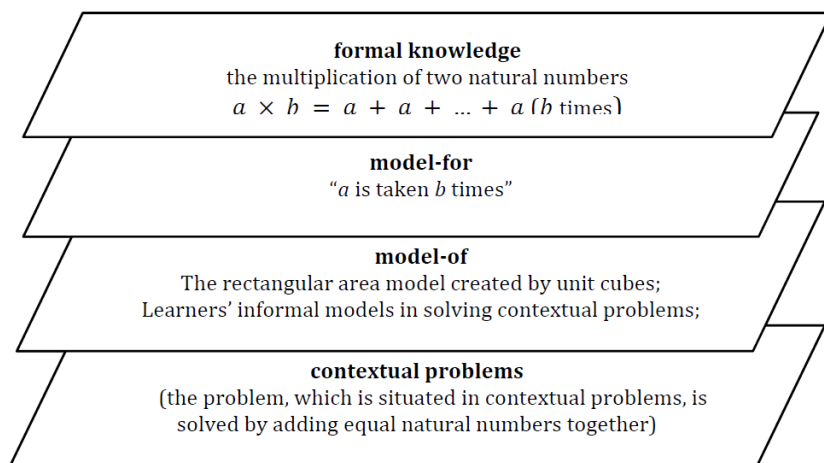 formal knowledge
the multiplication of two natural numbers
a × b = a + a + … + a (b times)
model-for
“a is taken b times”
model-of
The rectangular area model created by unit cubes;
Learners’ informal models in solving contextual problems;
contextual problems
(the problem, which is situated in contextual problems, is
solved by adding equal natural numbers together)